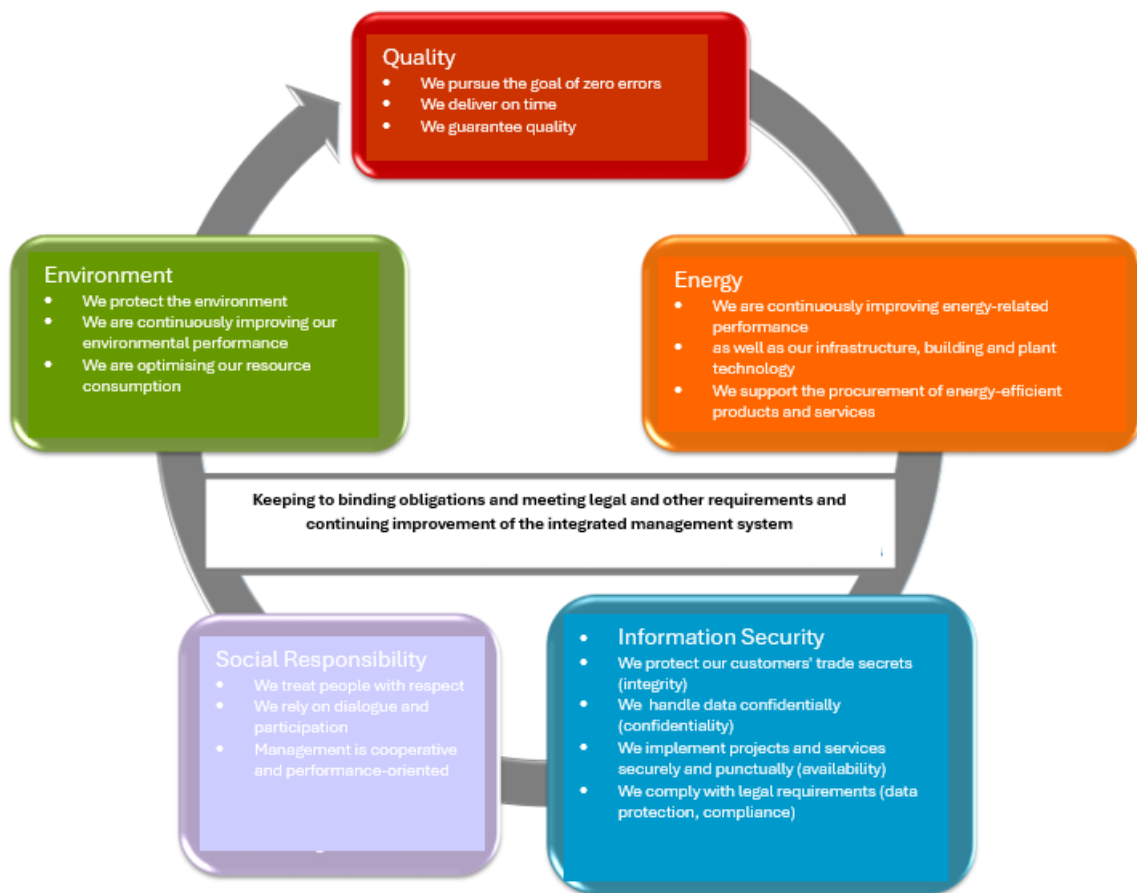 Quality
• We pursue the goal of zero errors
• We deliver on time
• We guarantee quality
Energy
• We are continuously improving energy-related
performance
• as well as our infrastructure, building and plant
technology
• We support the procurement of energy-efficient
products and services
• Information Security
• We protect our customers' trade secrets
(integrity)
• We handle data confidentially
(confidentiality)
• We implement projects and services
securely and punctually (availability)
• We comply with legal requirements (data
protection, compliance)
Social Responsibility
• We treat people with respect
• We rely on dialogue and
participation
• Management is cooperative
and performance-oriented
Environment
• We protect the environment
• We are continuously improving our
environmental performance
• We are optimising our resource
consumption
Keeping to binding obligations and meeting legal and other requirements and
continuing improvement of the integrated management system